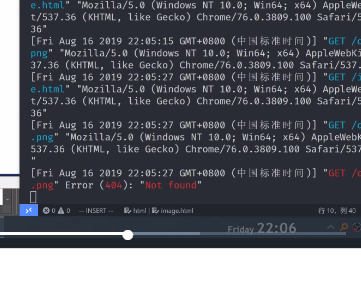 e.html" "Mozilla/5.0 (Windows NT 10.0; Win64; x64) AppleWe
t/537.36 (KHTML, like Gecko) Chrome/76.0.3809.100 Safari/5
36"
[Fri Aug 16 2019 22:05:15 GMT+0800 (中国标准时间)] "GET /
png" "Mozilla/5.0 (Windows NT 10.0; Win64; x64) AppleWebKi
37.36 (KHTML, like Gecko) Chrome/76.0.3809.100 Safari/537.
[Fri Aug 16 2019 22:05:27 GMT+0800 (中国标准时间)] "GET /i
e.html" "Mozilla/5.0 (Windows NT 10.0; Win64; x64) AppleWe
t/537.36 (KHTML, like Gecko) Chrome/76.0.3809.100 Safari/5
36"
[Fri Aug 16 2019 22:05:27 GMT+0800 (中国标准时间)] "GET /c
.png" "Mozilla/5.0 (Windows NT 10.0; Win64; x64) AppleWebK
537.36 (KHTML, like Gecko) Chrome/76.0.3809.100 Safari/537
"
[Fri Aug 16 2019 22:05:27 GMT+0800 (中国标准时间)] "GET /c
.png" Error (404): "Not found"
0 0 -- INSERT -- html | image.html 行 10, 列 40
Friday 22:06